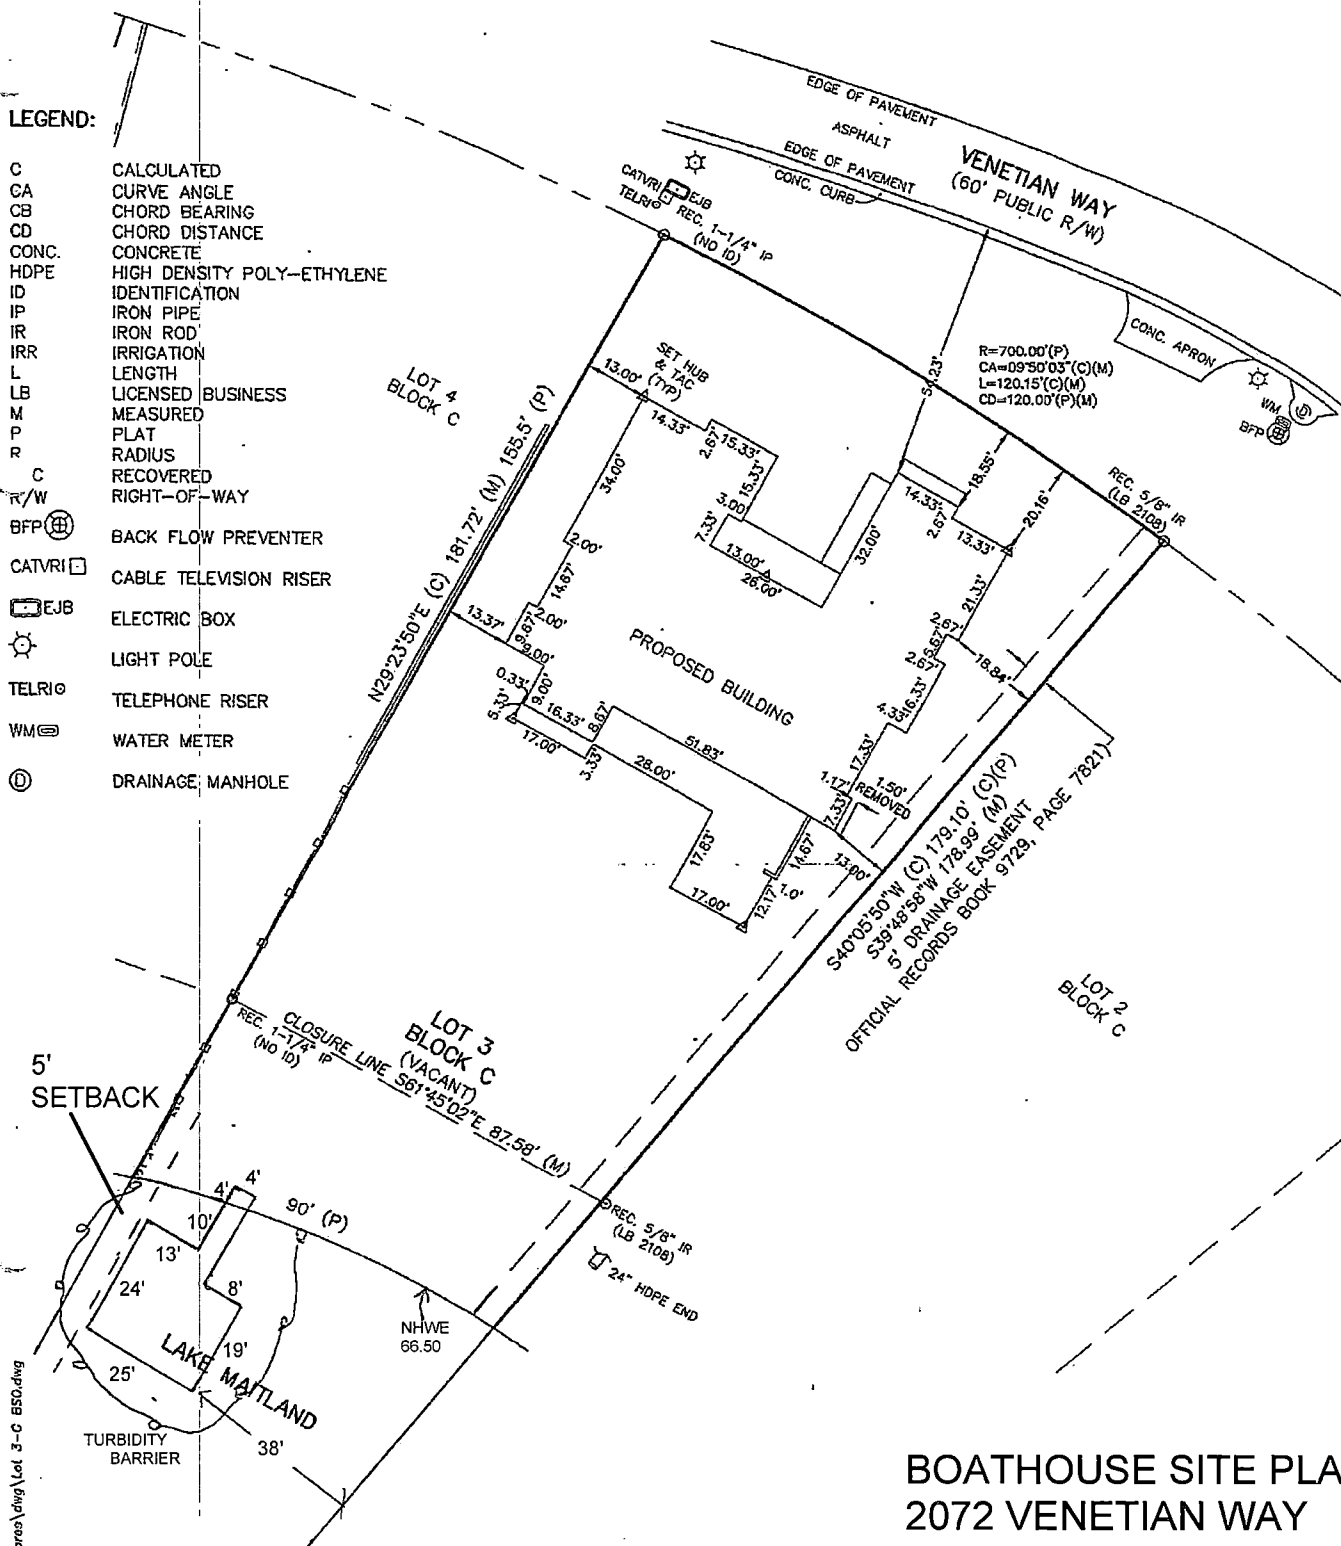 LEGEND:
C CALCULATED
CA CURVE ANGLE
CB CHORD BEARING
CD CHORD DISTANCE
CONC. CONCRETE
HDPE HIGH DENSITY POLY-ETHYLENE
ID IDENTIFICATION
IP IRON PIPE
IR IRON ROD
IRR IRRIGATION
L LENGTH
LB LICENSED BUSINESS
M MEASURED
P PLAT
R RADIUS
C RECOVERED
R/W RIGHT-OF-WAY
BFP BACK FLOW PREVENTER
CATVRI CABLE TELEVISION RISER
EJB ELECTRIC BOX
LIGHT POLE
TELRI TELEPHONE RISER
WM WATER METER
D DRAINAGE MANHOLE
EDGE OF PAVEMENT
ASPHALT
EDGE OF PAVEMENT
CONC. CURB
VENETIAN WAY
(60' PUBLIC R/W)
CATVRI
EJB
TELRI
REC. 1-1/4" IP
(NO ID)
CONC. APRON
WM
D
BFP
R=700.00'(P)
CA=09°50'03"(C)(M)
L=120.15'(C)(M)
CD=120.00'(P)(M)
54.23'
REC. 5/8" IR
(LB 2108)
LOT 4
BLOCK C
SET HUB
& TAC
(TYP)
13.00'
14.33'
2.67'
15.33'
15.33'
3.00'
7.33'
13.00'
26.00'
32.00'
14.33'
2.67'
13.33'
18.55'
20.16'
34.00'
2.00'
14.67'
2.00'
9.67'
9.00'
13.37'
0.33'
9.00'
5.33'
16.33'
8.67'
17.00'
3.33'
28.00'
51.83'
17.83'
17.00'
12.17'
1.0'
14.67'
13.00'
7.33'
1.17'
1.50'
REMOVED
17.33'
4.33'
16.33'
2.67'
5.67'
2.67'
21.33'
18.84'
PROPOSED BUILDING
N29°23'50"E (C) 181.72' (M) 155.5' (P)
S40°05'50"W (C) 179.10' (C)(P)
S39°48'58"W 178.99' (M)
5' DRAINAGE EASEMENT
OFFICIAL RECORDS BOOK 9729, PAGE 7821)
LOT 2
BLOCK C
LOT 3
BLOCK C
(VACANT)
CLOSURE LINE S61°45'02"E 87.58' (M)
REC. 1-1/4" IP
(NO ID)
REC. 5/8" IR
(LB 2108)
24" HDPE END
5'
SETBACK
4'
4'
10'
13'
24'
8'
19'
25'
38'
90' (P)
NHWE
66.50
LAKE MAITLAND
TURBIDITY
BARRIER
BOATHOUSE SITE PLA
2072 VENETIAN WAY
pros\dwg\Lot 3-C BSO.dwg